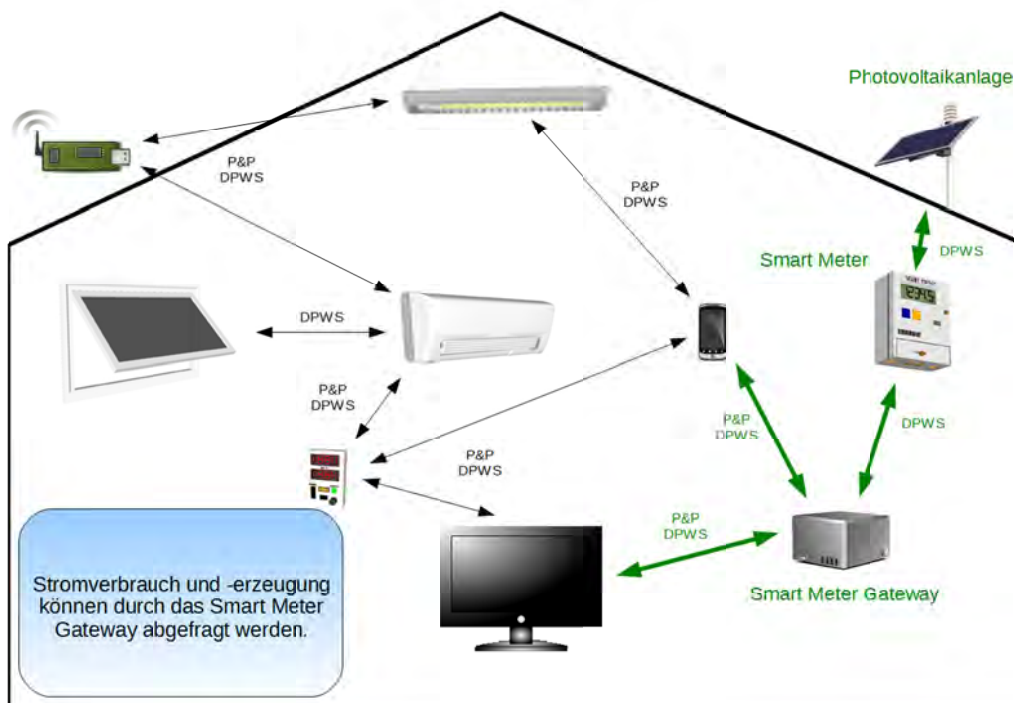 Photovoltaikanlage
P&P
DPWS
P&P
DPWS
DPWS
Smart Meter
DPWS
P&P
DPWS
P&P
DPWS
DPWS
P&P
DPWS
P&P
DPWS
Smart Meter Gateway
Stromverbrauch und -erzeugung
können durch das Smart Meter
Gateway abgefragt werden.